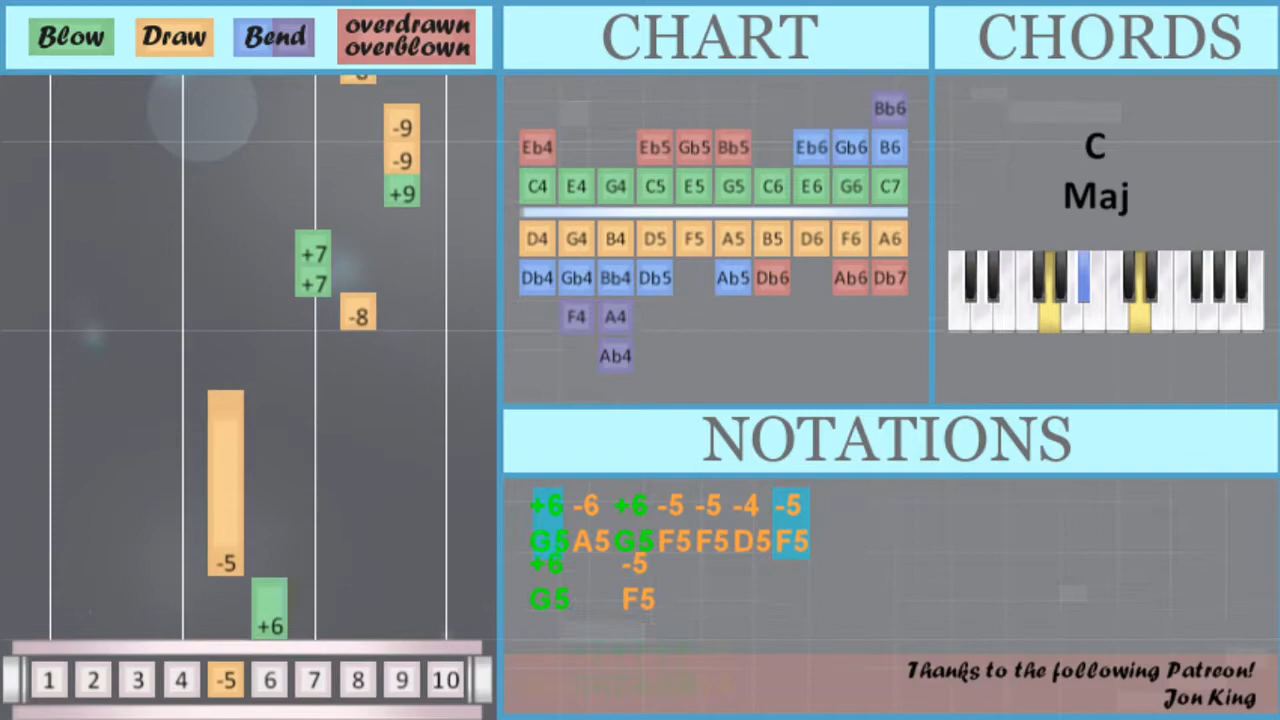 Blow Draw Bend overdrawn
overblown
CHART
CHORDS
-9
-9
+9
+7
+7
-8
-5
+6
1 2 3 4 -5 6 7 8 9 10
Bb6
Eb4 Eb5 Gb5 Bb5 Eb6 Gb6 B6
C4 E4 G4 C5 E5 G5 C6 E6 G6 C7
D4 G4 B4 D5 F5 A5 B5 D6 F6 A6
Db4 Gb4 Bb4 Db5 Ab5 Db6 Ab6 Db7
F4 A4
Ab4
C
Maj
NOTATIONS
+6 -6 +6 -5 -5 -4 -5
G5 A5 G5 F5 F5 D5 F5
+6 -5
G5 F5
Thanks to the following Patreon!
Jon King